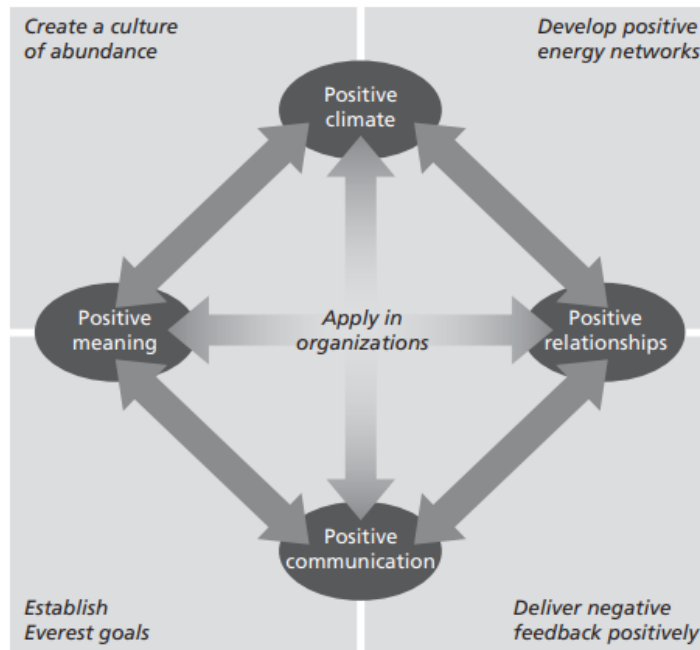 Create a culture
of abundance
Develop positive
energy networks
Positive
climate
Positive
meaning
Apply in
organizations
Positive
relationships
Positive
communication
Establish
Everest goals
Deliver negative
feedback positively